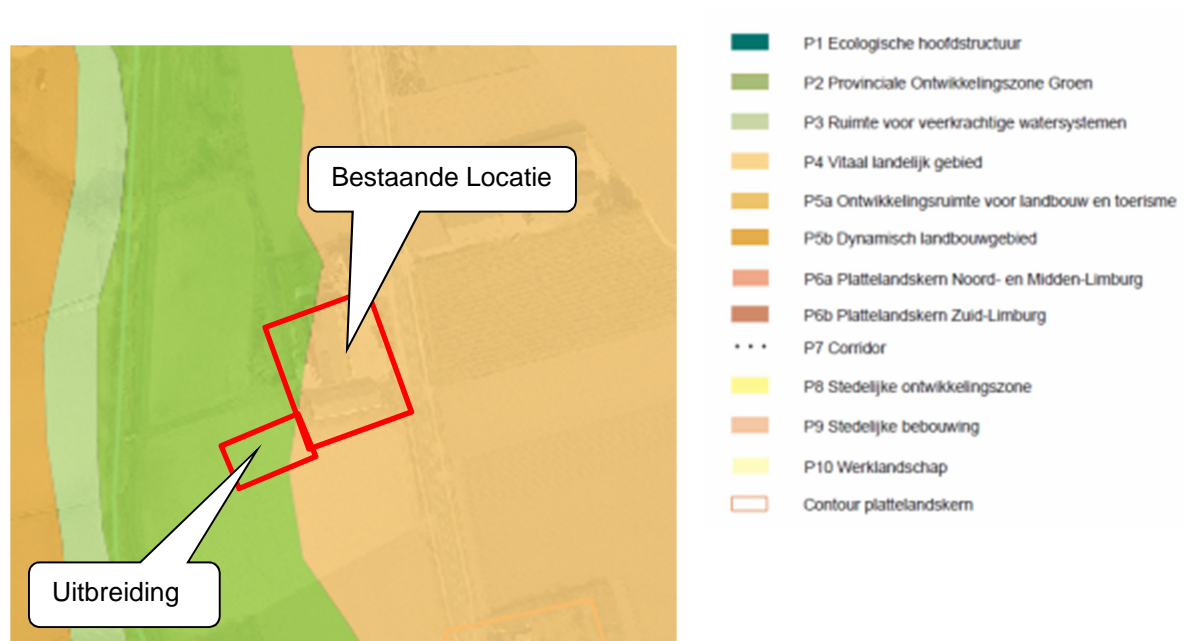 Bestaande Locatie
Uitbreiding
P1 Ecologische hoofdstructuur
P2 Provinciale Ontwikkelingszone Groen
P3 Ruimte voor veerkrachtige watersystemen
P4 Vitaal landelijk gebied
P5a Ontwikkelingsruimte voor landbouw en toerisme
P5b Dynamisch landbouwgebied
P6a Plattelandskern Noord- en Midden-Limburg
P6b Plattelandskern Zuid-Limburg
P7 Corridor
P8 Stedelijke ontwikkelingszone
P9 Stedelijke bebouwing
P10 Werklandschap
Contour plattelandskern